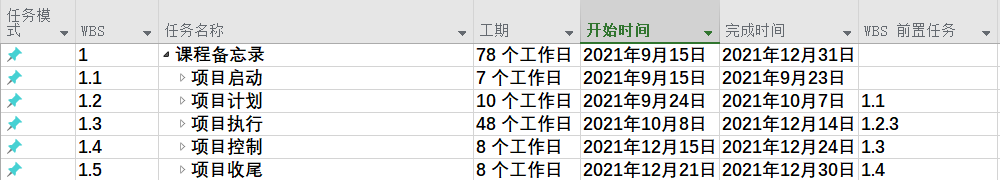 任务模式 WBS 任务名称 工期 开始时间 完成时间 WBS 前置任务
1 课程备忘录 78 个工作日 2021年9月15日 2021年12月31日
1.1 项目启动 7 个工作日 2021年9月15日 2021年9月23日
1.2 项目计划 10 个工作日 2021年9月24日 2021年10月7日 1.1
1.3 项目执行 48 个工作日 2021年10月8日 2021年12月14日 1.2.3
1.4 项目控制 8 个工作日 2021年12月15日 2021年12月24日 1.3
1.5 项目收尾 8 个工作日 2021年12月21日 2021年12月30日 1.4